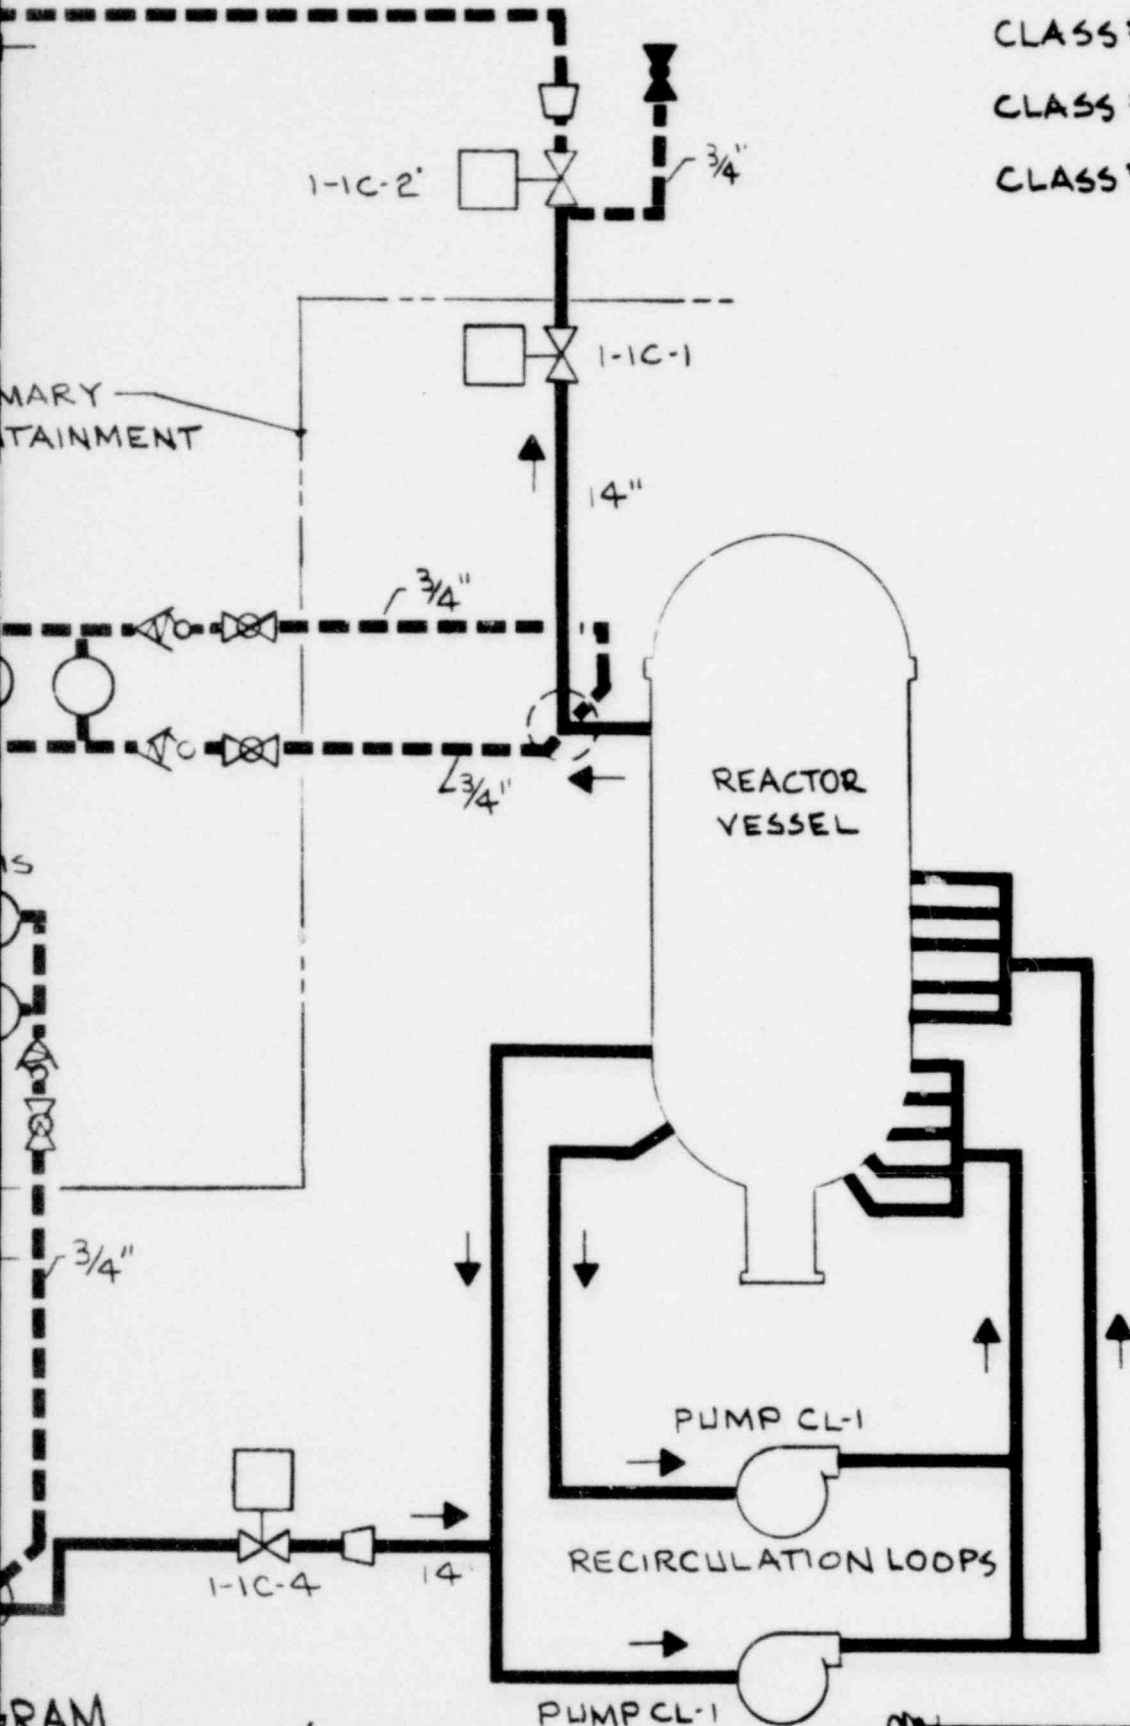 CLASS
CLASS
CLASS
3/4"
1-1C-2
1-1C-1
MARY
TAINMENT
14"
3/4"
3/4"
REACTOR
VESSEL
3/4"
PUMP CL-1
RECIRCULATION LOOPS
1-1C-4
14
PUMP CL-1
GRAM